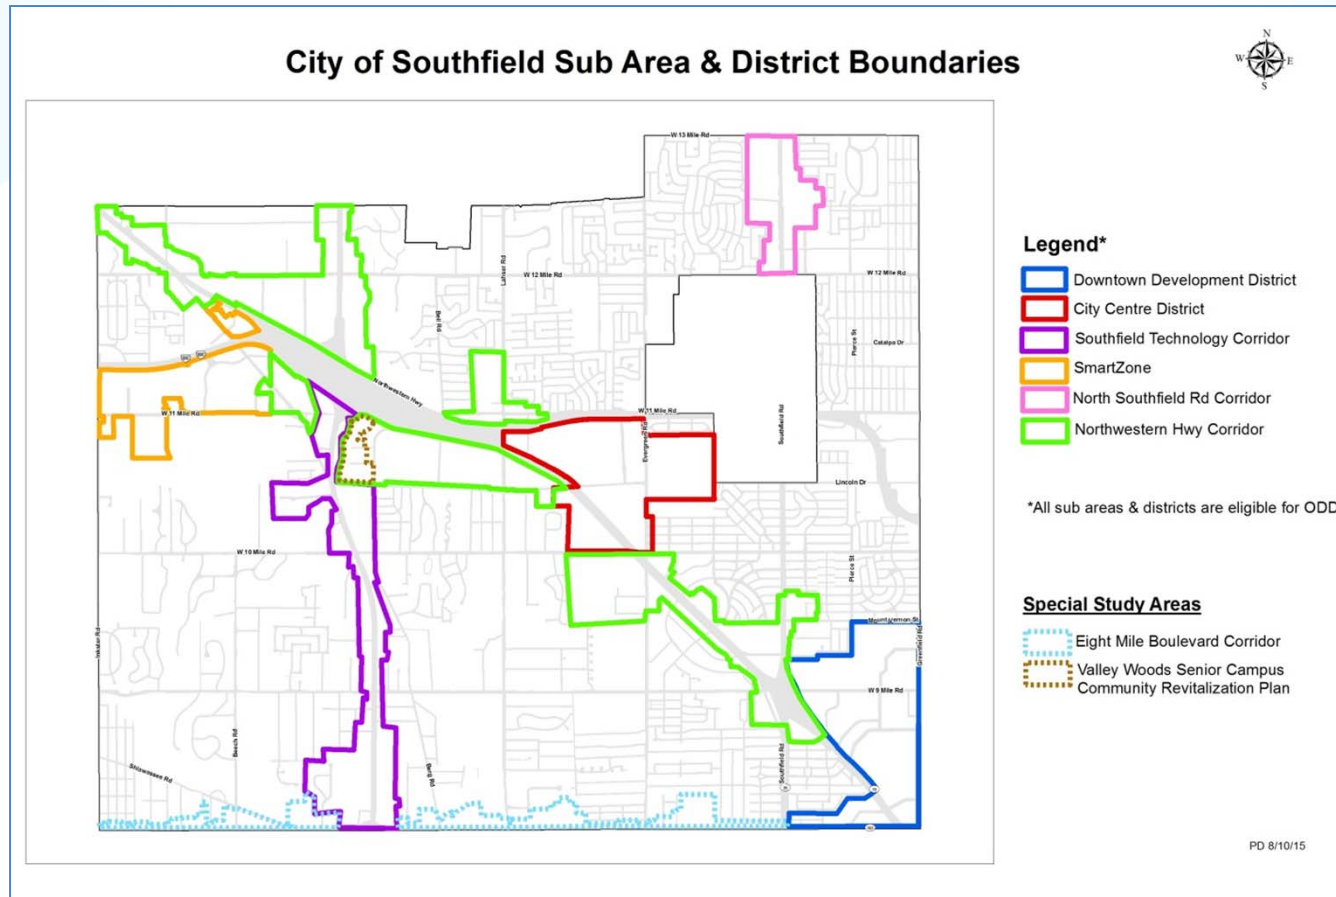 City of Southfield Sub Area & District Boundaries
N
W E
S
W 13 Mile Rd
Lahser Rd
W 12 Mile Rd
W 12 Mile Rd
Bell Rd
Pierce St
Catalpa Dr
Northwestern Hwy
W 11 Mile Rd
W 11 Mile Rd
Evergreen Rd
Southfield Rd
Lincoln Dr
W 10 Mile Rd
Pierce St
Mount Vernon St
Inkster Rd
Greenfield Rd
W 9 Mile Rd
Beech Rd
Shiawassee Rd
Berg Rd
Southfield Rd
Legend*
Downtown Development District
City Centre District
Southfield Technology Corridor
SmartZone
North Southfield Rd Corridor
Northwestern Hwy Corridor
*All sub areas & districts are eligible for ODD
Special Study Areas
Eight Mile Boulevard Corridor
Valley Woods Senior Campus
Community Revitalization Plan
PD 8/10/15